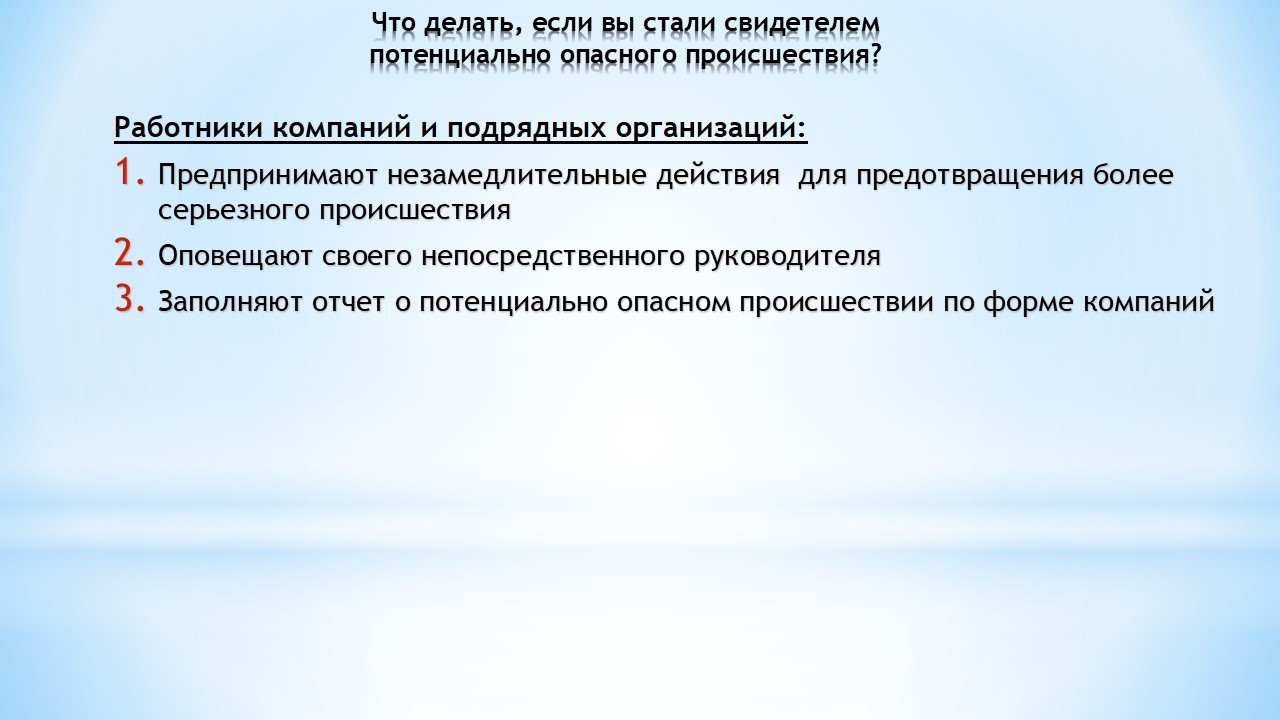 Что делать, если вы стали свидетелем
потенциально опасного происшествия?
Работники компаний и подрядных организаций:
1. Предпринимают незамедлительные действия  для предотвращения более
серьезного происшествия
2. Оповещают своего непосредственного руководителя
3. Заполняют отчет о потенциально опасном происшествии по форме компаний